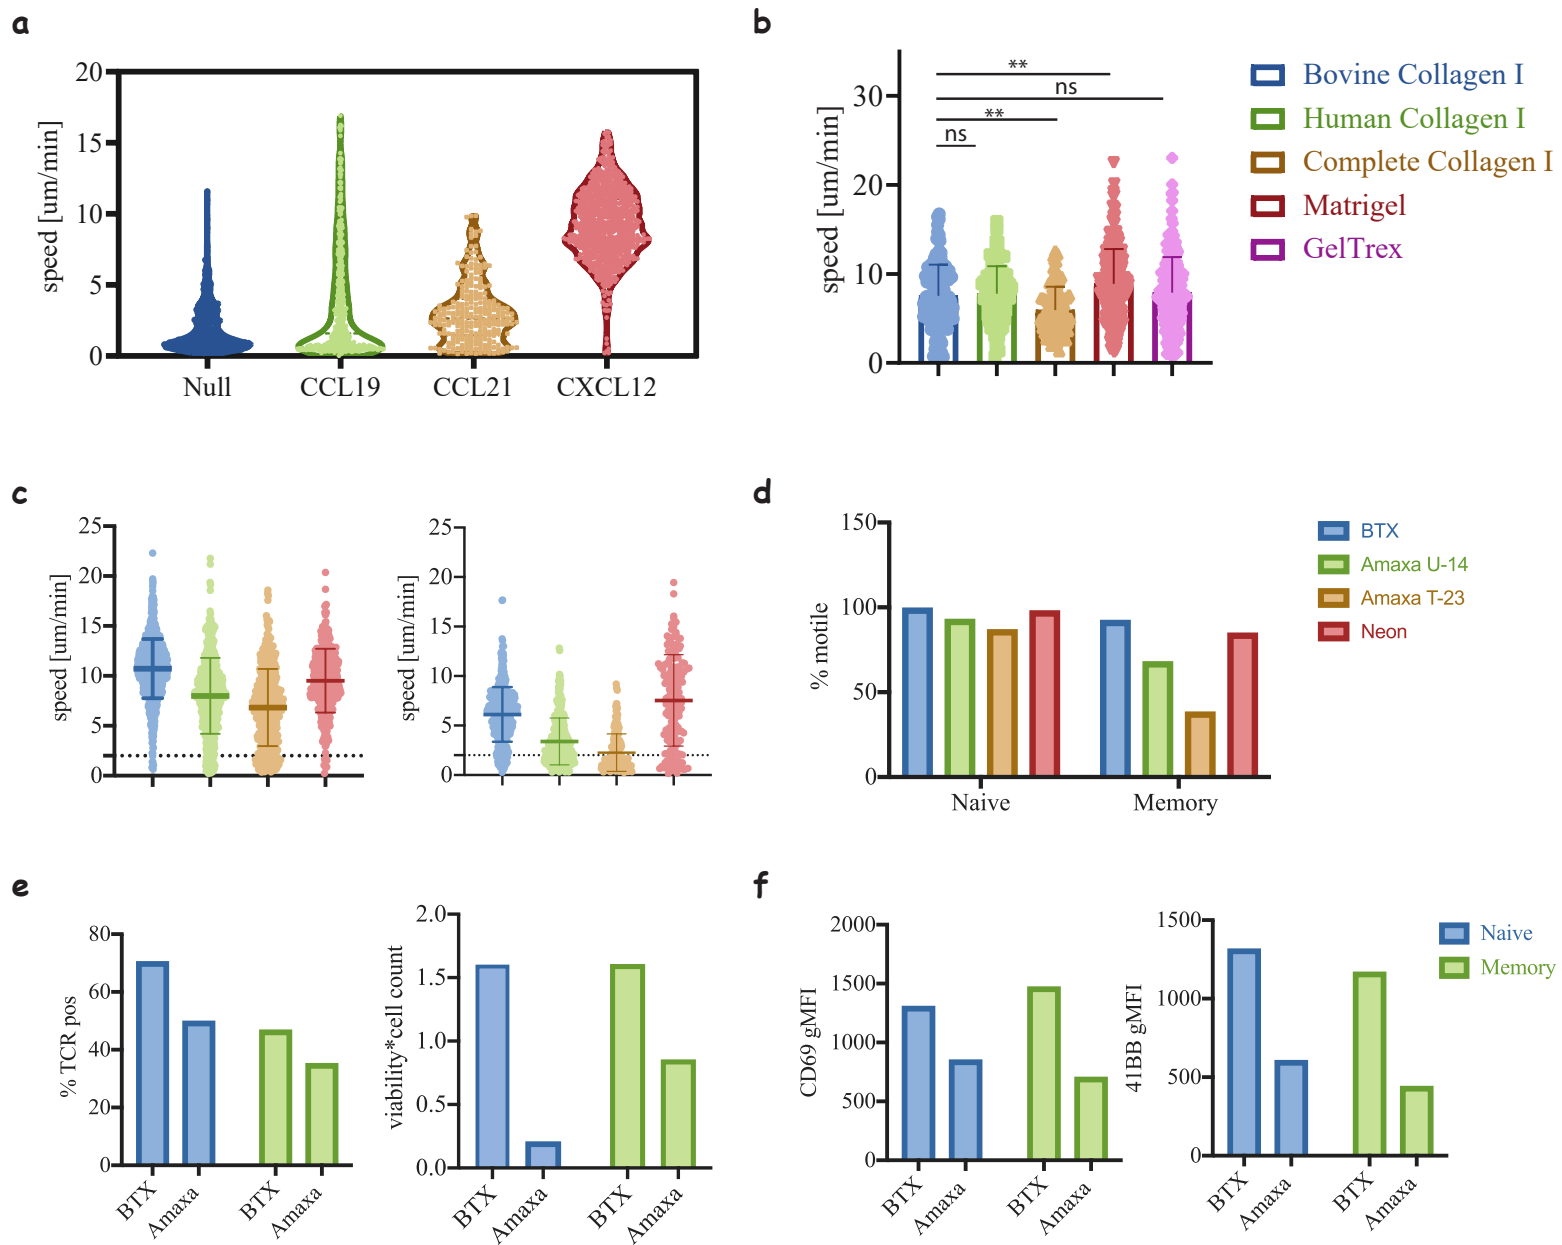 a
20
15
10
5
0
speed [um/min]
Null CCL19 CCL21 CXCL12
b
30
20
10
0
speed [um/min]
**
ns
**
ns
Bovine Collagen I
Human Collagen I
Complete Collagen I
Matrigel
GelTrex
c
25
20
15
10
5
0
speed [um/min]
25
20
15
10
5
0
speed [um/min]
d
150
100
50
0
% motile
Naive Memory
BTX
Amaxa U-14
Amaxa T-23
Neon
e
80
60
40
20
0
% TCR pos
BTX Amaxa BTX Amaxa
2.0
1.5
1.0
0.5
0.0
viability*cell count
BTX Amaxa BTX Amaxa
f
2000
1500
1000
500
0
CD69 gMFI
BTX Amaxa BTX Amaxa
1500
1000
500
0
41BB gMFI
BTX Amaxa BTX Amaxa
Naive
Memory